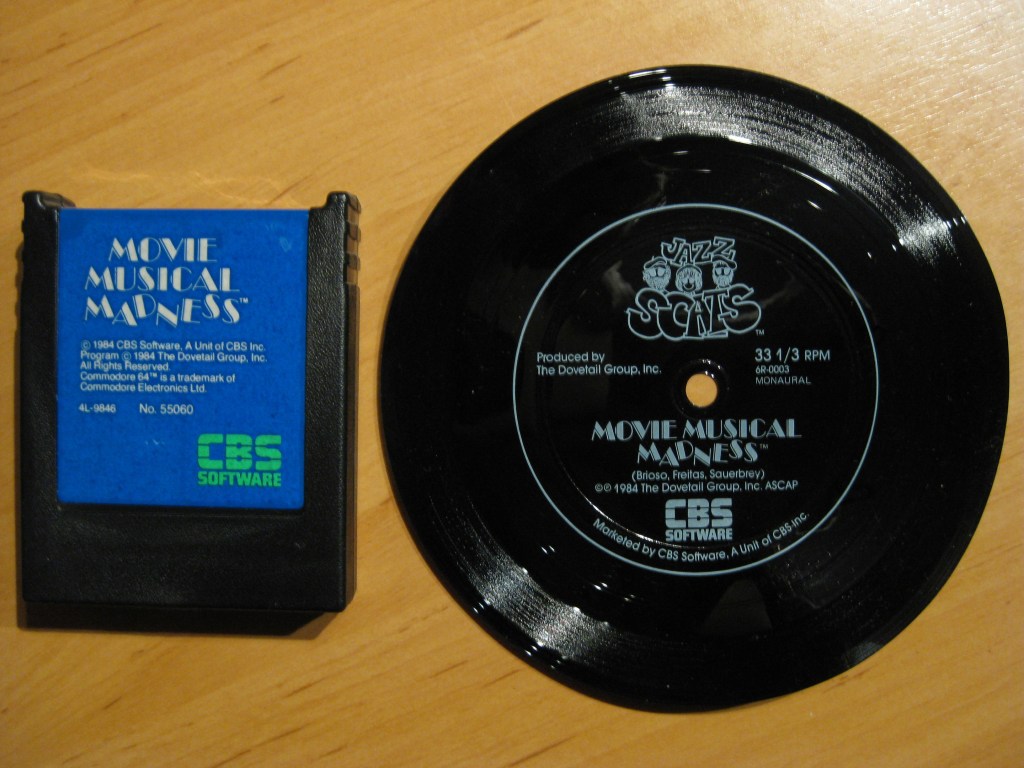 MOVIE
MUSICAL
MADNESS™
© 1984 CBS Software, A Unit of CBS Inc.
Program © 1984 The Dovetail Group, Inc.
All Rights Reserved.
Commodore 64™ is a trademark of
Commodore Electronics Ltd.
4L-9846 No. 55060
CBS
SOFTWARE
JAZZ
SCATS™
Produced by
The Dovetail Group, Inc.
33 1/3 RPM
6R-0003
MONAURAL
MOVIE MUSICAL
MADNESS™
(Brioso, Freitas, Sauerbrey)
©℗ 1984 The Dovetail Group, Inc. ASCAP
CBS
SOFTWARE
Marketed by CBS Software, A Unit of CBS Inc.